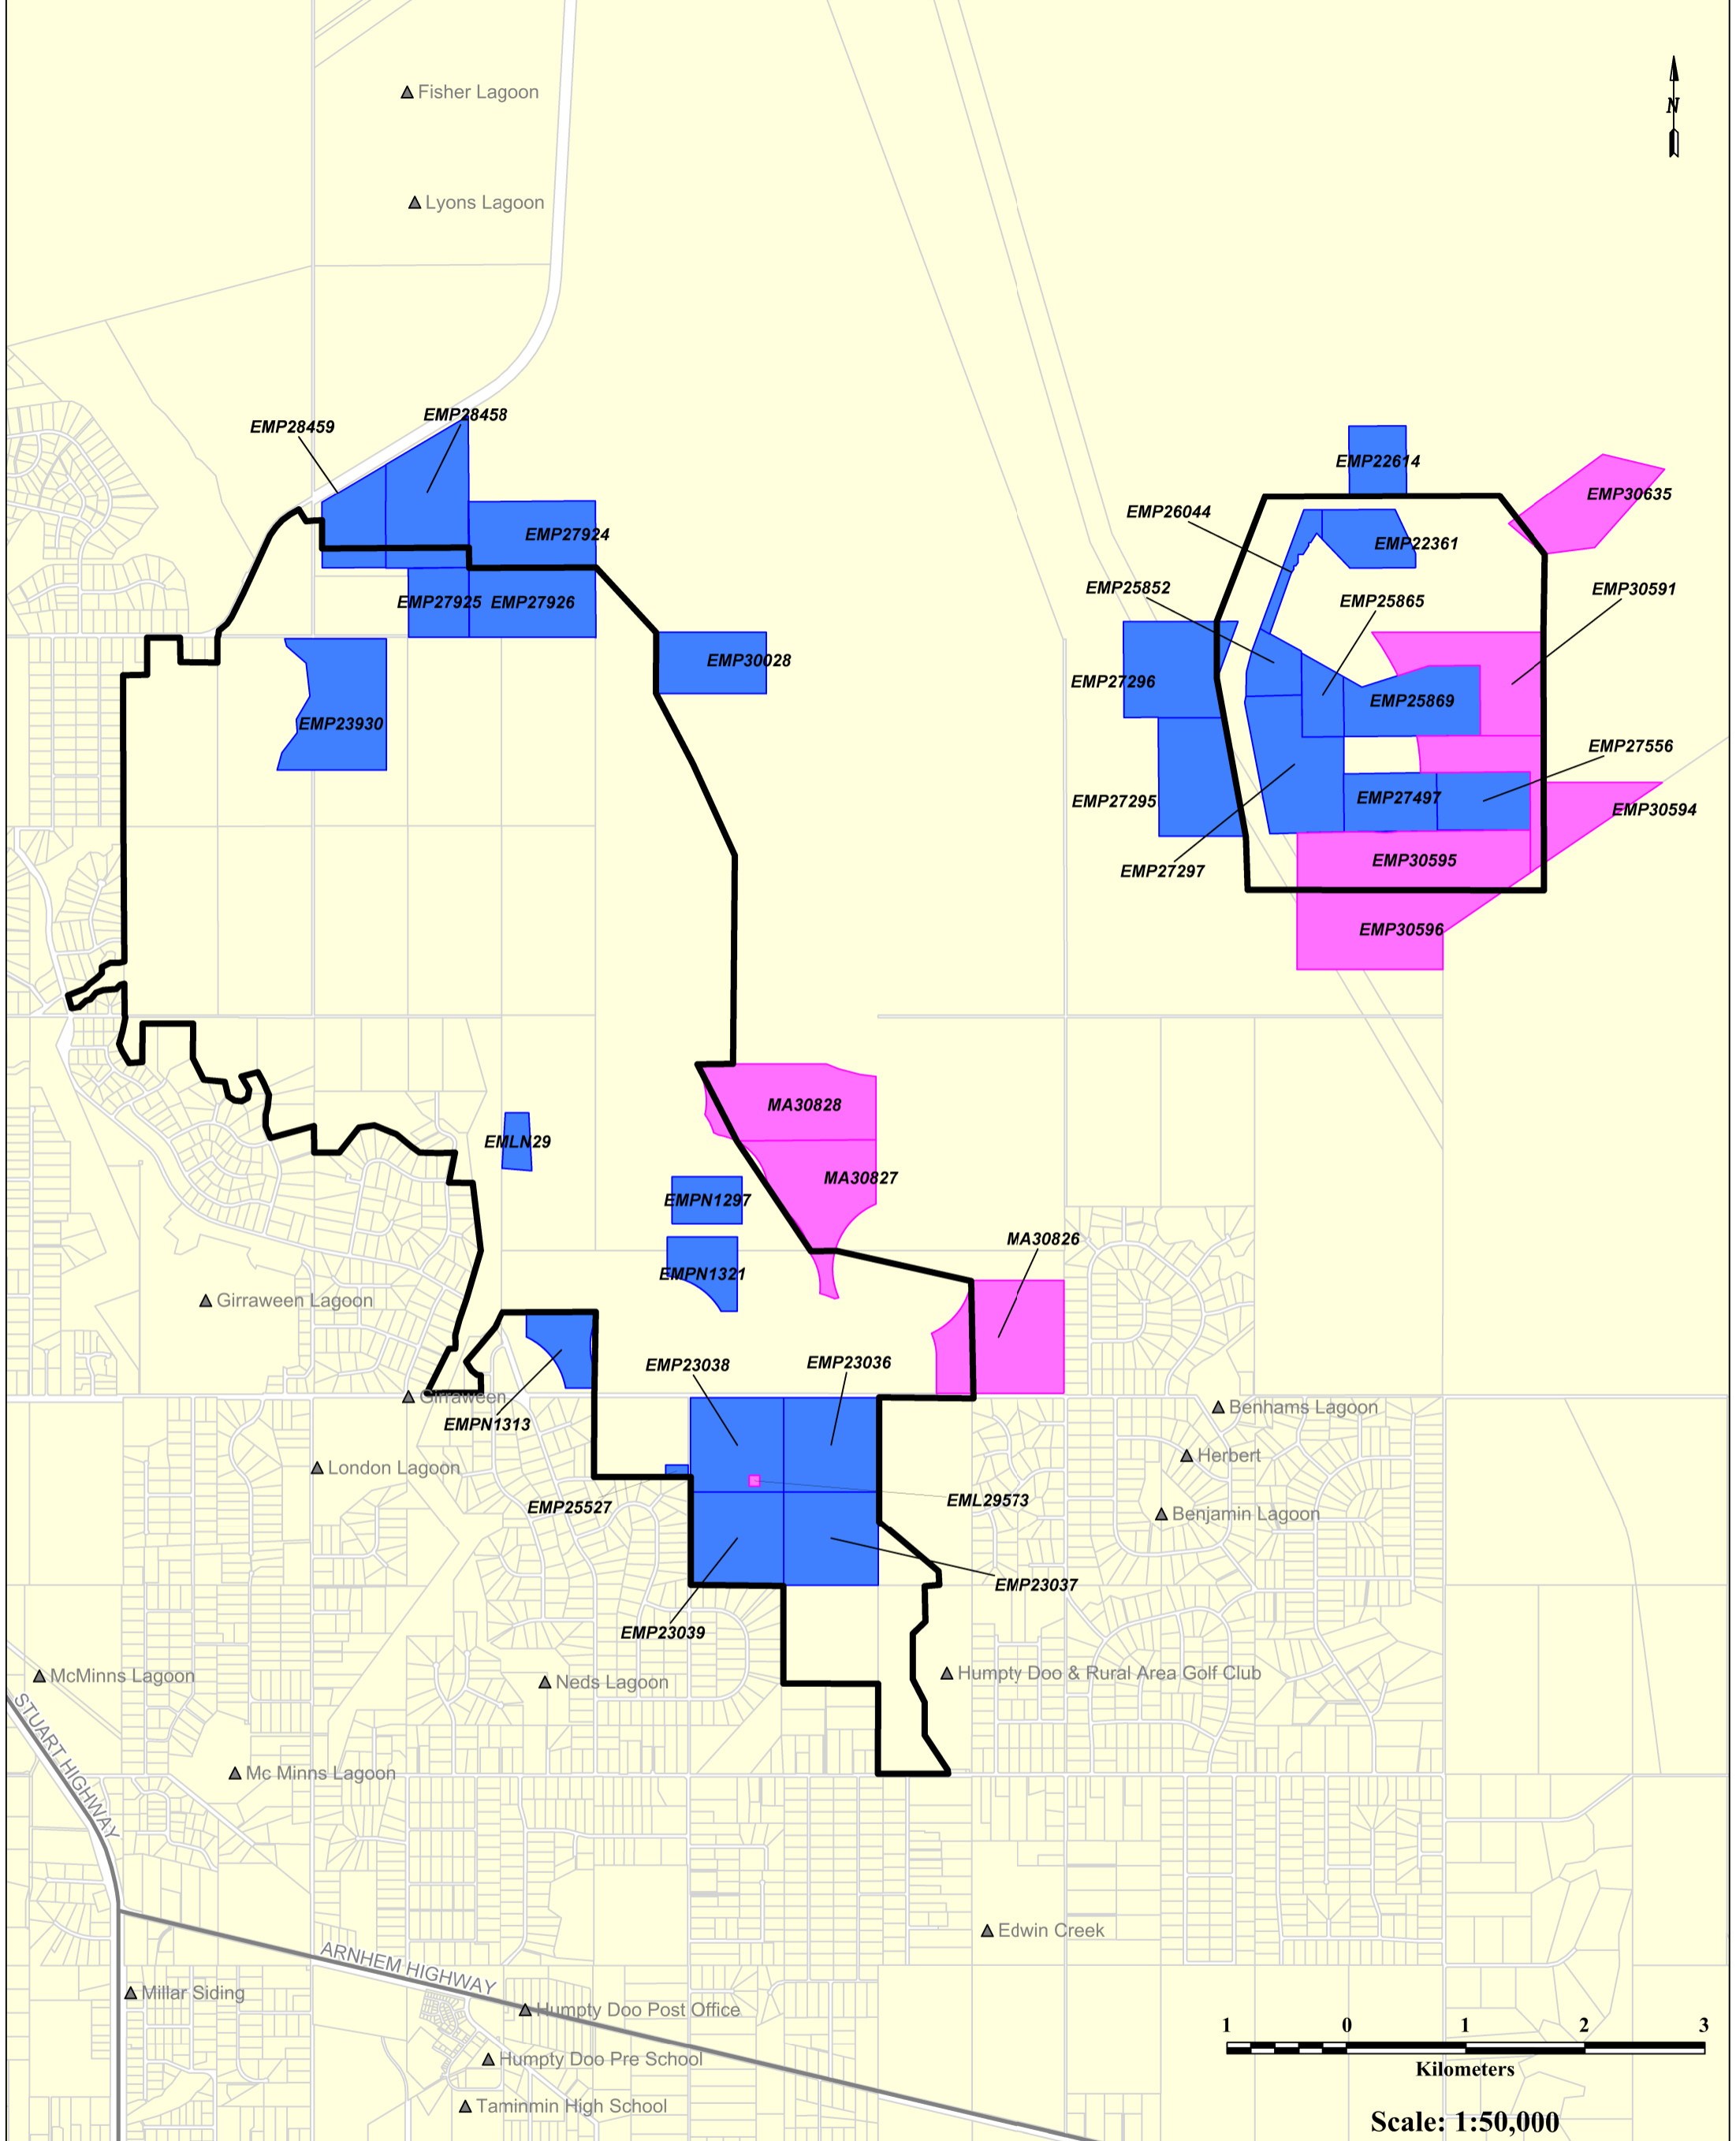 Fisher Lagoon
N
Lyons Lagoon
EMP28458
EMP28459
EMP22614
EMP30635
EMP26044
EMP27924
EMP22361
EMP25852
EMP30591
EMP27925
EMP27926
EMP25865
EMP30028
EMP27296
EMP25869
EMP23930
EMP27556
EMP27295
EMP27497
EMP30594
EMP30595
EMP27297
EMP30596
MA30828
EMLN29
MA30827
EMPN1297
MA30826
EMPN1321
Girraween Lagoon
EMP23038
EMP23036
Girraween
Benhams Lagoon
EMPN1313
Herbert
London Lagoon
EML29573
EMP25527
Benjamin Lagoon
EMP23037
EMP23039
McMinns Lagoon
Neds Lagoon
Humpty Doo & Rural Area Golf Club
STUART HIGHWAY
Mc Minns Lagoon
Edwin Creek
ARNHEM HIGHWAY
Millar Siding
Humpty Doo Post Office
1 0 1 2 3
Humpty Doo Pre School
Kilometers
Taminmin High School
Scale: 1:50,000